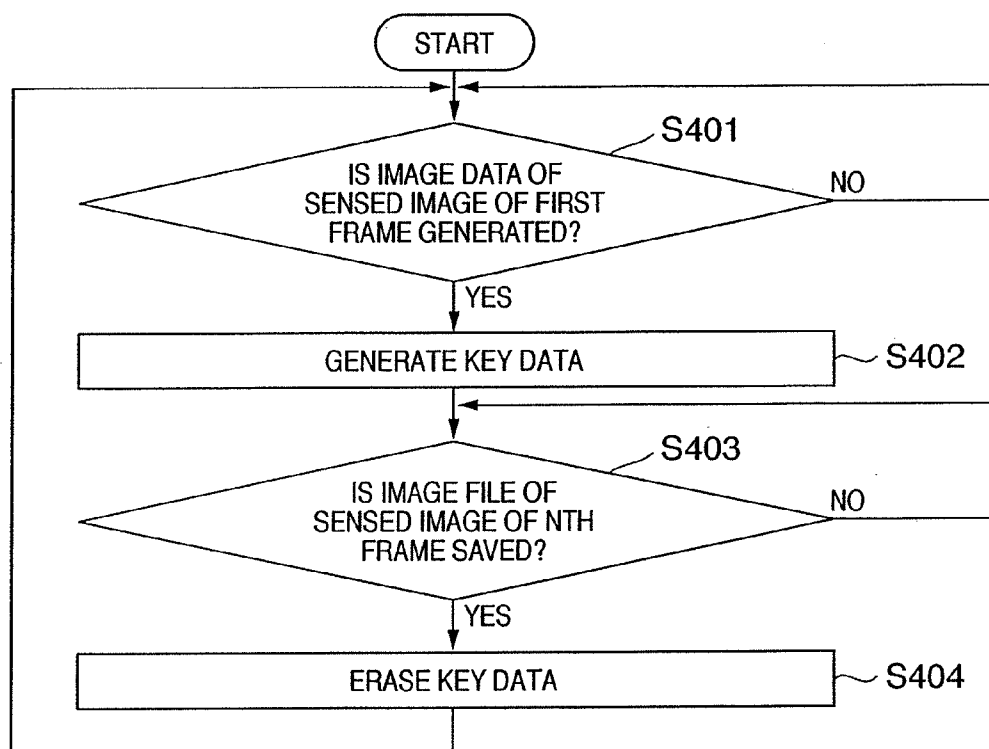 START
S401
IS IMAGE DATA OF
SENSED IMAGE OF FIRST
FRAME GENERATED?
NO
YES
GENERATE KEY DATA
S402
S403
IS IMAGE FILE OF
SENSED IMAGE OF NTH
FRAME SAVED?
NO
YES
ERASE KEY DATA
S404